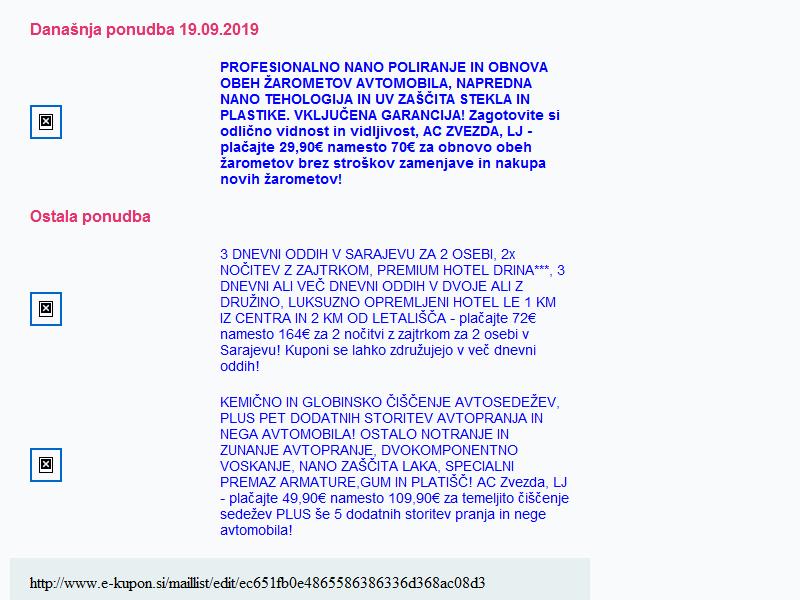 Današnja ponudba 19.09.2019
PROFESIONALNO NANO POLIRANJE IN OBNOVA
OBEH ŽAROMETOV AVTOMOBILA, NAPREDNA
NANO TEHOLOGIJA IN UV ZAŠČITA STEKLA IN
PLASTIKE. VKLJUČENA GARANCIJA! Zagotovite si
odlično vidnost in vidljivost, AC ZVEZDA, LJ -
plačajte 29,90€ namesto 70€ za obnovo obeh
žarometov brez stroškov zamenjave in nakupa
novih žarometov!
Ostala ponudba
3 DNEVNI ODDIH V SARAJEVU ZA 2 OSEBI, 2x
NOČITEV Z ZAJTRKOM, PREMIUM HOTEL DRINA***, 3
DNEVNI ALI VEČ DNEVNI ODDIH V DVOJE ALI Z
DRUŽINO, LUKSUZNO OPREMLJENI HOTEL LE 1 KM
IZ CENTRA IN 2 KM OD LETALIŠČA - plačajte 72€
namesto 164€ za 2 nočitvi z zajtrkom za 2 osebi v
Sarajevu! Kuponi se lahko združujejo v več dnevni
oddih!
KEMIČNO IN GLOBINSKO ČIŠČENJE AVTOSEDEŽEV,
PLUS PET DODATNIH STORITEV AVTOPRANJA IN
NEGA AVTOMOBILA! OSTALO NOTRANJE IN
ZUNANJE AVTOPRANJE, DVOKOMPONENTNO
VOSKANJE, NANO ZAŠČITA LAKA, SPECIALNI
PREMAZ ARMATURE,GUM IN PLATIŠČ! AC Zvezda, LJ
- plačajte 49,90€ namesto 109,90€ za temeljito čiščenje
sedežev PLUS še 5 dodatnih storitev pranja in nege
avtomobila!
http://www.e-kupon.si/maillist/edit/ec651fb0e4865586386336d368ac08d3